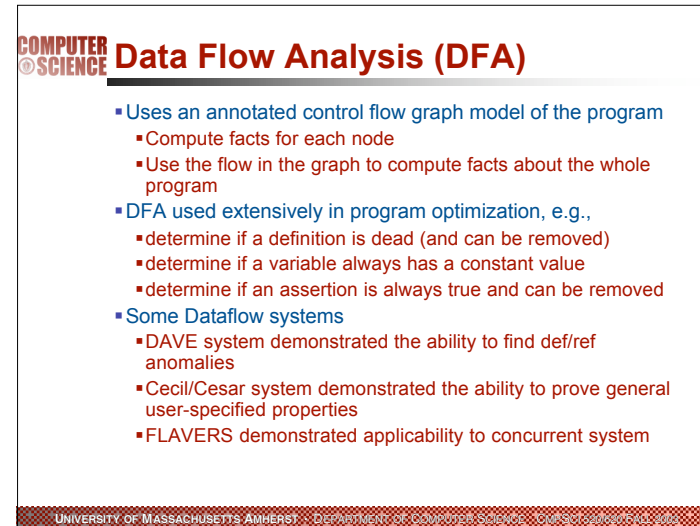 COMPUTER
SCIENCE
Data Flow Analysis (DFA)
▪Uses an annotated control flow graph model of the program
▪Compute facts for each node
▪Use the flow in the graph to compute facts about the whole
program
▪DFA used extensively in program optimization, e.g.,
▪determine if a definition is dead (and can be removed)
▪determine if a variable always has a constant value
▪determine if an assertion is always true and can be removed
▪Some Dataflow systems
▪DAVE system demonstrated the ability to find def/ref
anomalies
▪Cecil/Cesar system demonstrated the ability to prove general
user-specified properties
▪FLAVERS demonstrated applicability to concurrent system
UNIVERSITY OF MASSACHUSETTS AMHERST • DEPARTMENT OF COMPUTER SCIENCE • CMPSCI 520/620 FALL